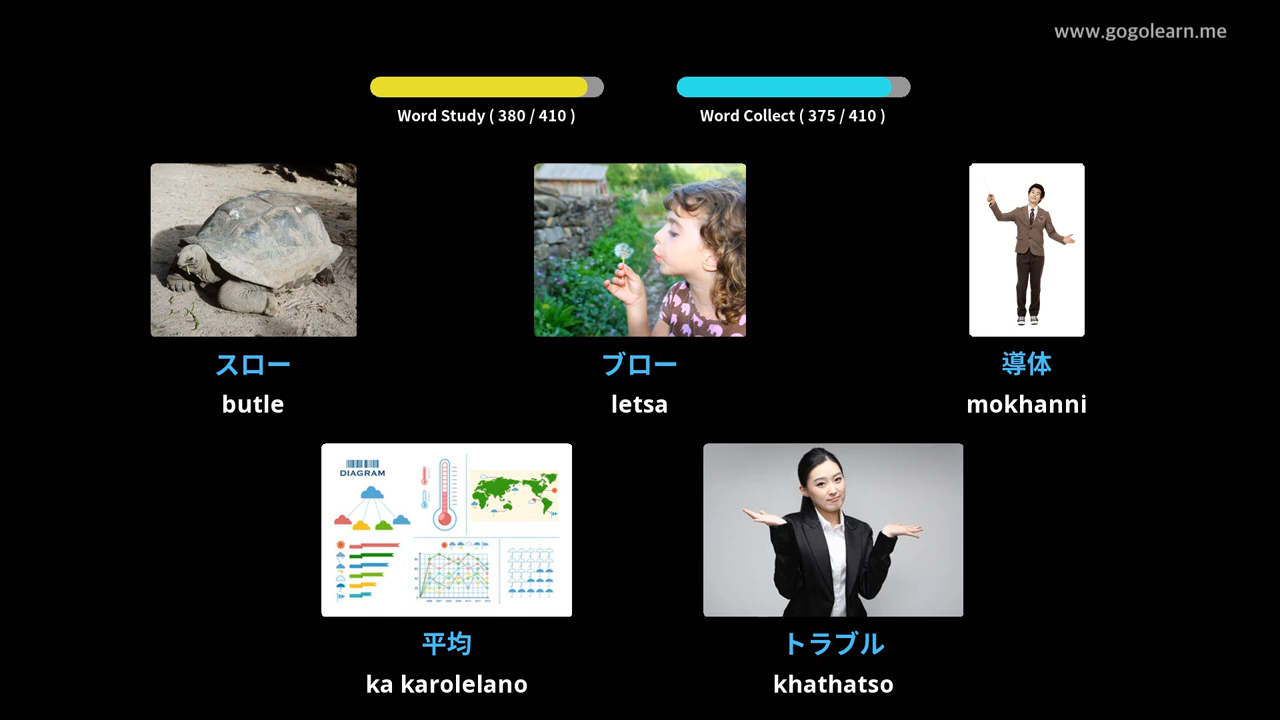 www.gogolearn.me
Word Study ( 380 / 410 )
Word Collect ( 375 / 410 )
スロー
butle
ブロー
letsa
導体
mokhanni
DIAGRAM
平均
ka karolelano
トラブル
khathatso